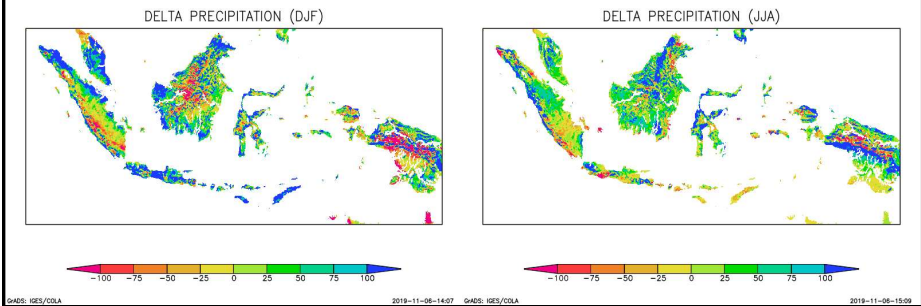 DELTA PRECIPITATION (DJF)
-100 -75 -50 -25 0 25 50 75 100
GrADS: IGES/COLA
2019-11-06-14:07
DELTA PRECIPITATION (JJA)
-100 -75 -50 -25 0 25 50 75 100
GrADS: IGES/COLA
2019-11-06-15:09